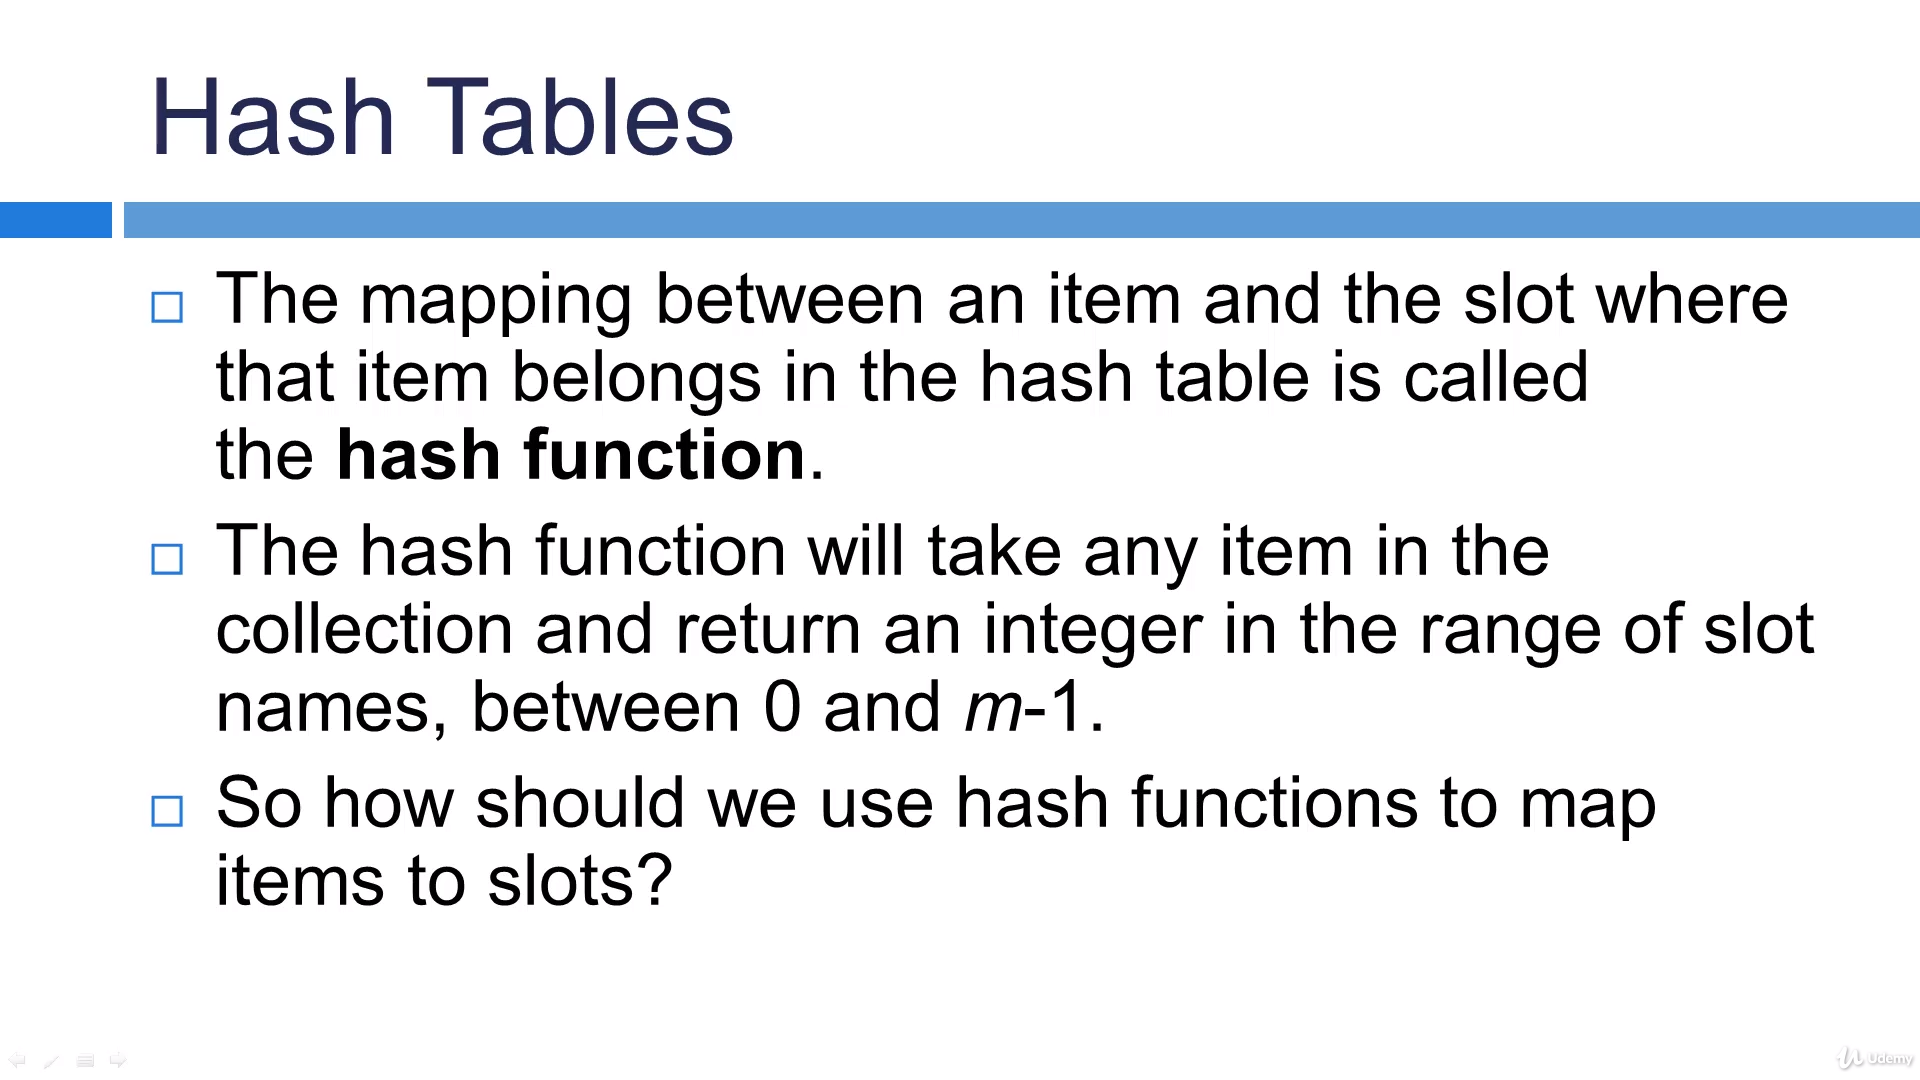 Hash Tables
The mapping between an item and the slot where
that item belongs in the hash table is called
the hash function.
The hash function will take any item in the
collection and return an integer in the range of slot
names, between 0 and m-1.
So how should we use hash functions to map
items to slots?
Udemy